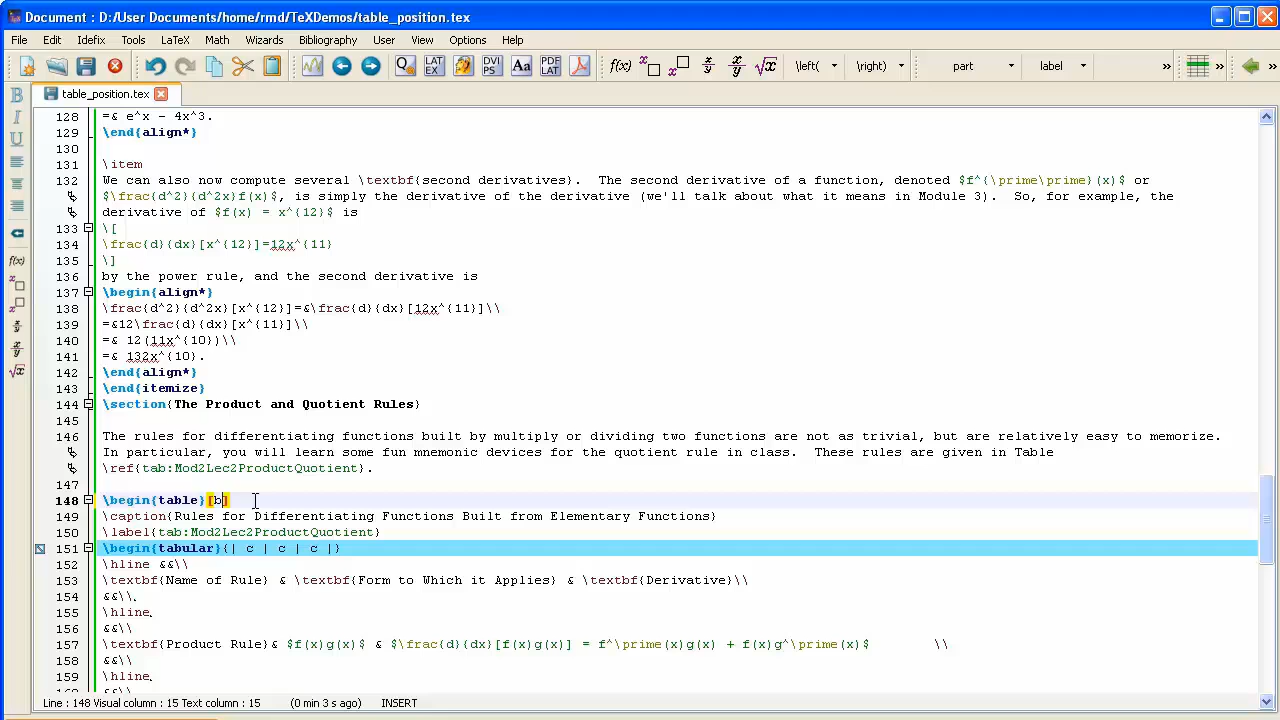 Document : D:/User Documents/home/rmd/TeXDemos/table_position.tex
File Edit Idefix Tools LaTeX Math Wizards Bibliography User View Options Help
LAT EX DVI PS Aa PDF LAT f(x) x/y x/y √x \left( \right) part label » »
table_position.tex
B
I
U
f(x)
128 =& e^x - 4x^3.
129 \end{align*}
130
131 \item
132 We can also now compute several \textbf{second derivatives}.  The second derivative of a function, denoted $f^{\prime\prime}(x)$ or
$\frac{d^2}{d^2x}f(x)$, is simply the derivative of the derivative (we'll talk about what it means in Module 3).  So, for example, the
derivative of $f(x) = x^{12}$ is
133 \[
134 \frac{d}{dx}[x^{12}]=12x^{11}
135 \]
136 by the power rule, and the second derivative is
137 \begin{align*}
138 \frac{d^2}{d^2x}[x^{12}]=&\frac{d}{dx}[12x^{11}]\\
139 =&12\frac{d}{dx}[x^{11}]\\
140 =& 12(11x^{10})\\
141 =& 132x^{10}.
142 \end{align*}
143 \end{itemize}
144 \section{The Product and Quotient Rules}
145
146 The rules for differentiating functions built by multiply or dividing two functions are not as trivial, but are relatively easy to memorize.
In particular, you will learn some fun mnemonic devices for the quotient rule in class.  These rules are given in Table
\ref{tab:Mod2Lec2ProductQuotient}.
147
148 \begin{table}[b]
149 \caption{Rules for Differentiating Functions Built from Elementary Functions}
150 \label{tab:Mod2Lec2ProductQuotient}
151 \begin{tabular}{| c | c | c |}
152 \hline &&\\
153 \textbf{Name of Rule} & \textbf{Form to Which it Applies} & \textbf{Derivative}\\
154 &&\\
155 \hline
156 &&\\
157 \textbf{Product Rule}& $f(x)g(x)$ & $\frac{d}{dx}[f(x)g(x)] = f^\prime(x)g(x) + f(x)g^\prime(x)$ \\
158 &&\\
159 \hline
Line : 148 Visual column : 15 Text column : 15 (0 min 3 s ago) INSERT